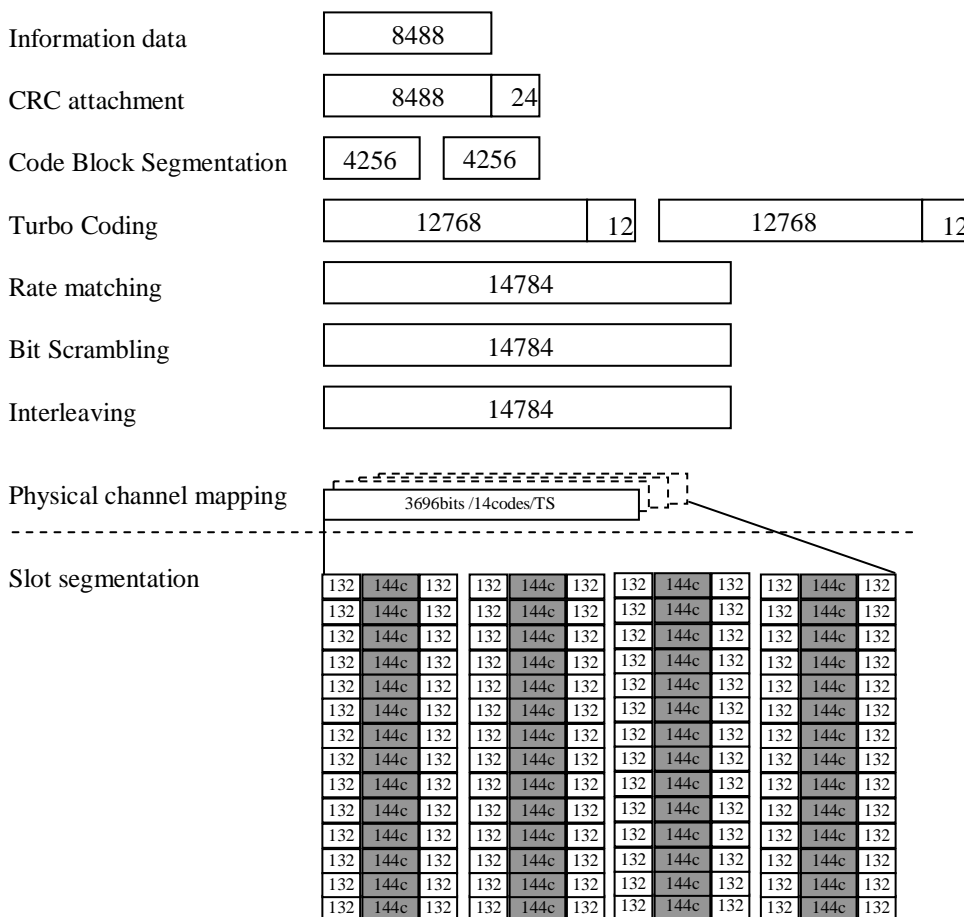 Information data 8488
CRC attachment 8488 24
Code Block Segmentation 4256 4256
Turbo Coding 12768 12 12768 12
Rate matching 14784
Bit Scrambling 14784
Interleaving 14784
Physical channel mapping 3696bits /14codes/TS
Slot segmentation
132 144c 132 132 144c 132 132 144c 132 132 144c 132
132 144c 132 132 144c 132 132 144c 132 132 144c 132
132 144c 132 132 144c 132 132 144c 132 132 144c 132
132 144c 132 132 144c 132 132 144c 132 132 144c 132
132 144c 132 132 144c 132 132 144c 132 132 144c 132
132 144c 132 132 144c 132 132 144c 132 132 144c 132
132 144c 132 132 144c 132 132 144c 132 132 144c 132
132 144c 132 132 144c 132 132 144c 132 132 144c 132
132 144c 132 132 144c 132 132 144c 132 132 144c 132
132 144c 132 132 144c 132 132 144c 132 132 144c 132
132 144c 132 132 144c 132 132 144c 132 132 144c 132
132 144c 132 132 144c 132 132 144c 132 132 144c 132
132 144c 132 132 144c 132 132 144c 132 132 144c 132
132 144c 132 132 144c 132 132 144c 132 132 144c 132